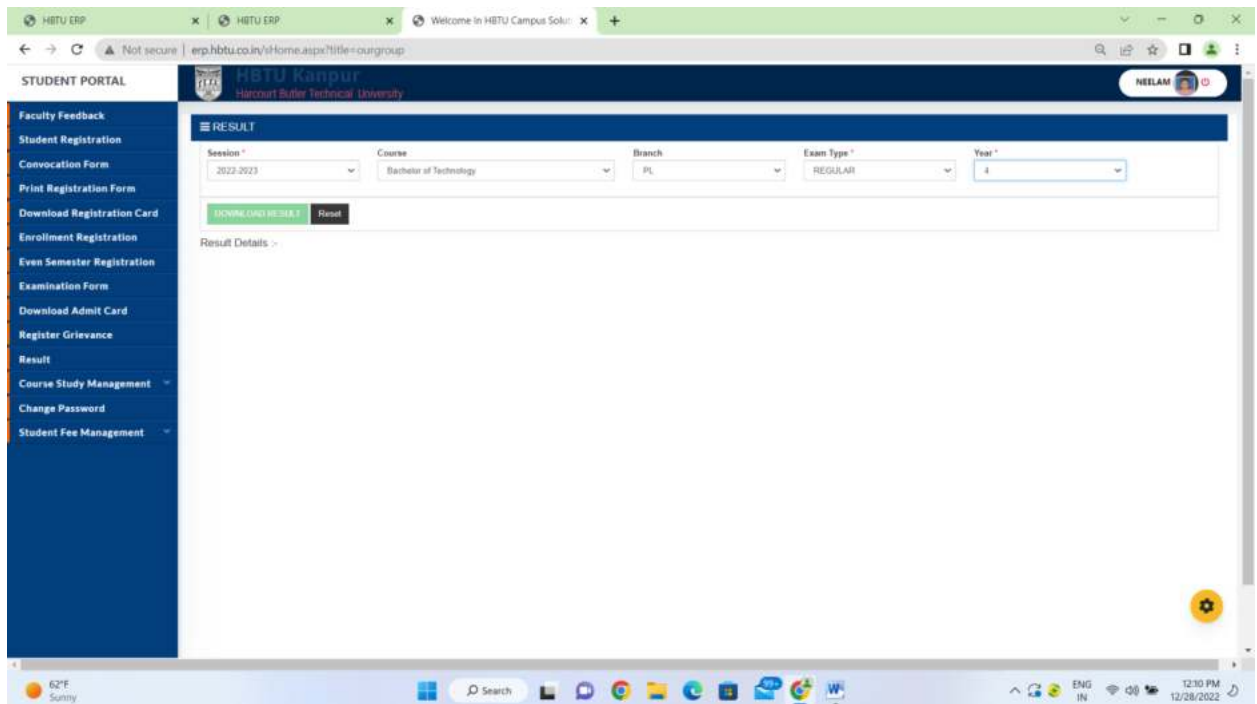 HBTU ERP
HBTU ERP
Welcome In HBTU Campus Soluti
Not secure | erp.hbtu.co.in/sHome.aspx?title=ourgroup
STUDENT PORTAL
HBTU Kanpur
Harcourt Butler Technical University
NEELAM
Faculty Feedback
Student Registration
Convocation Form
Print Registration Form
Download Registration Card
Enrollment Registration
Even Semester Registration
Examination Form
Download Admit Card
Register Grievance
Result
Course Study Management
Change Password
Student Fee Management
RESULT
Session * Course Branch Exam Type * Year *
2022-2023 Bachelor of Technology PL REGULAR 4
DOWNLOAD RESULT Reset
Result Details :-
62°F
Sunny
Search
99+
ENG
IN
12:10 PM
12/28/2022